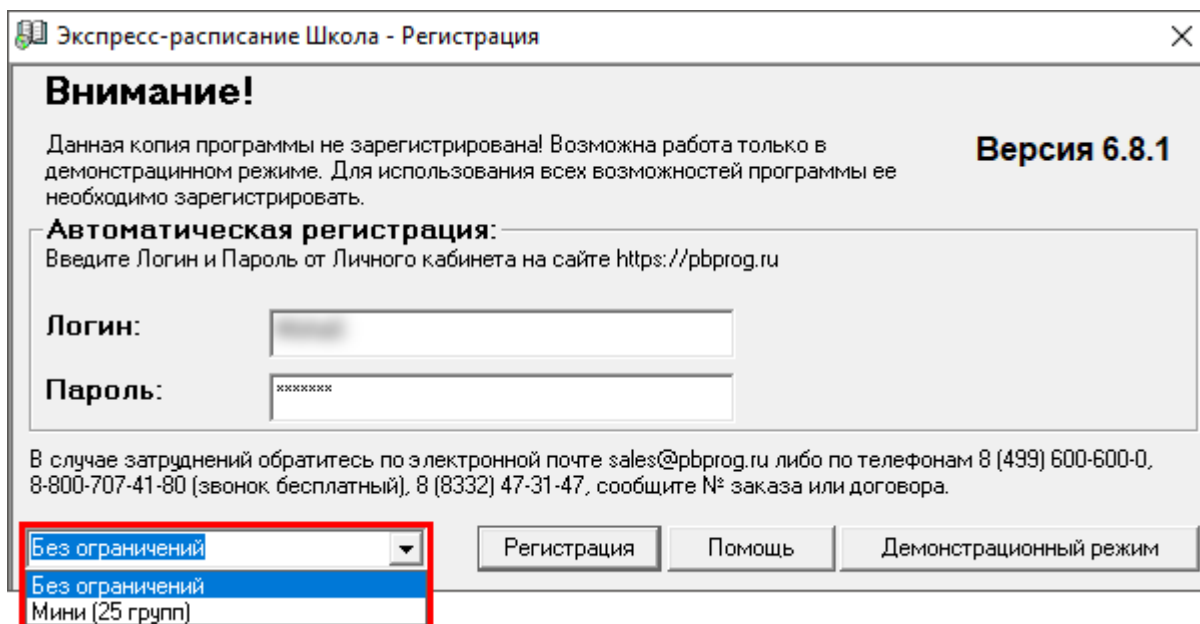 Экспресс-расписание Школа - Регистрация
Внимание!
Данная копия программы не зарегистрирована! Возможна работа только в
демонстрацинном режиме. Для использования всех возможностей программы ее
необходимо зарегистрировать.
Версия 6.8.1
Автоматическая регистрация:
Введите Логин и Пароль от Личного кабинета на сайте https://pbprog.ru
Логин:
Пароль:
*******
В случае затруднений обратитесь по электронной почте sales@pbprog.ru либо по телефонам 8 (499) 600-600-0,
8-800-707-41-80 (звонок бесплатный), 8 (8332) 47-31-47, сообщите № заказа или договора.
Без ограничений
Регистрация
Помощь
Демонстрационный режим
Без ограничений
Мини (25 групп)